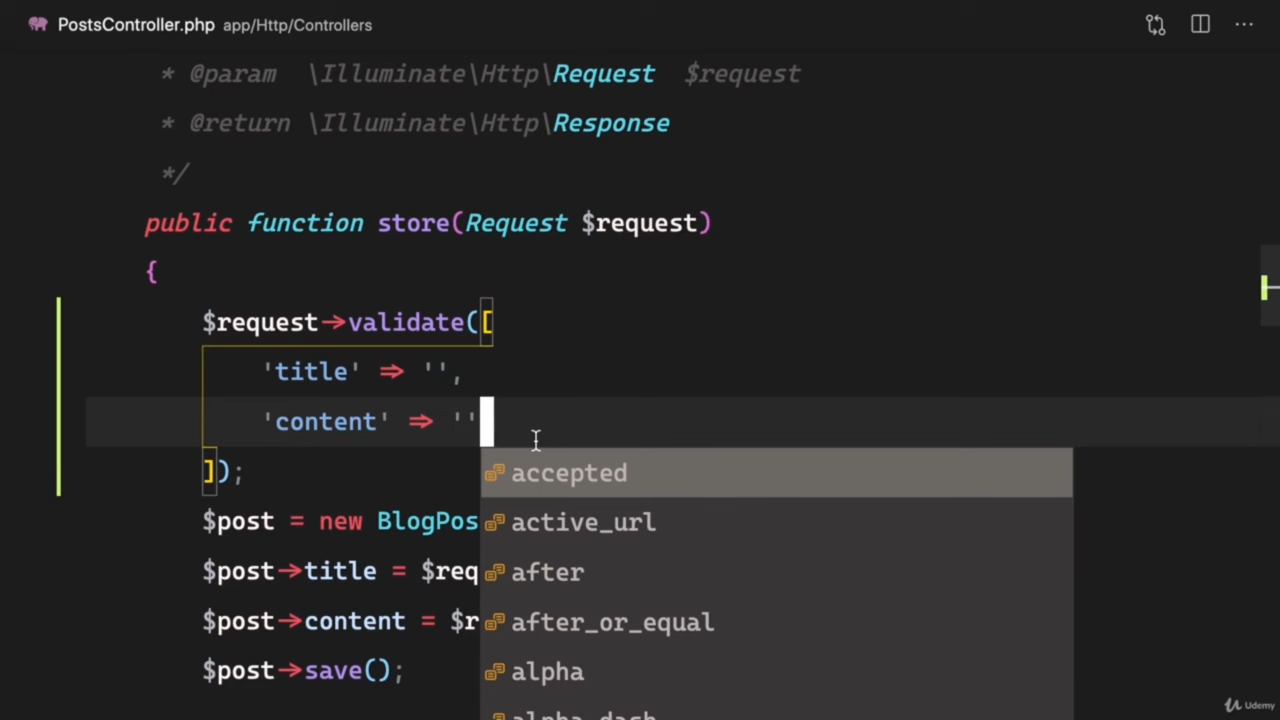 PostsController.php app/Http/Controllers
* @param \Illuminate\Http\Request $request
* @return \Illuminate\Http\Response
*/
public function store(Request $request)
{
$request->validate([
'title' => '',
'content' => ''
]);
accepted
$post = new BlogPos
active_url
$post->title = $req
after
$post->content = $r
after_or_equal
$post->save();
alpha
alpha_dash
Udemy